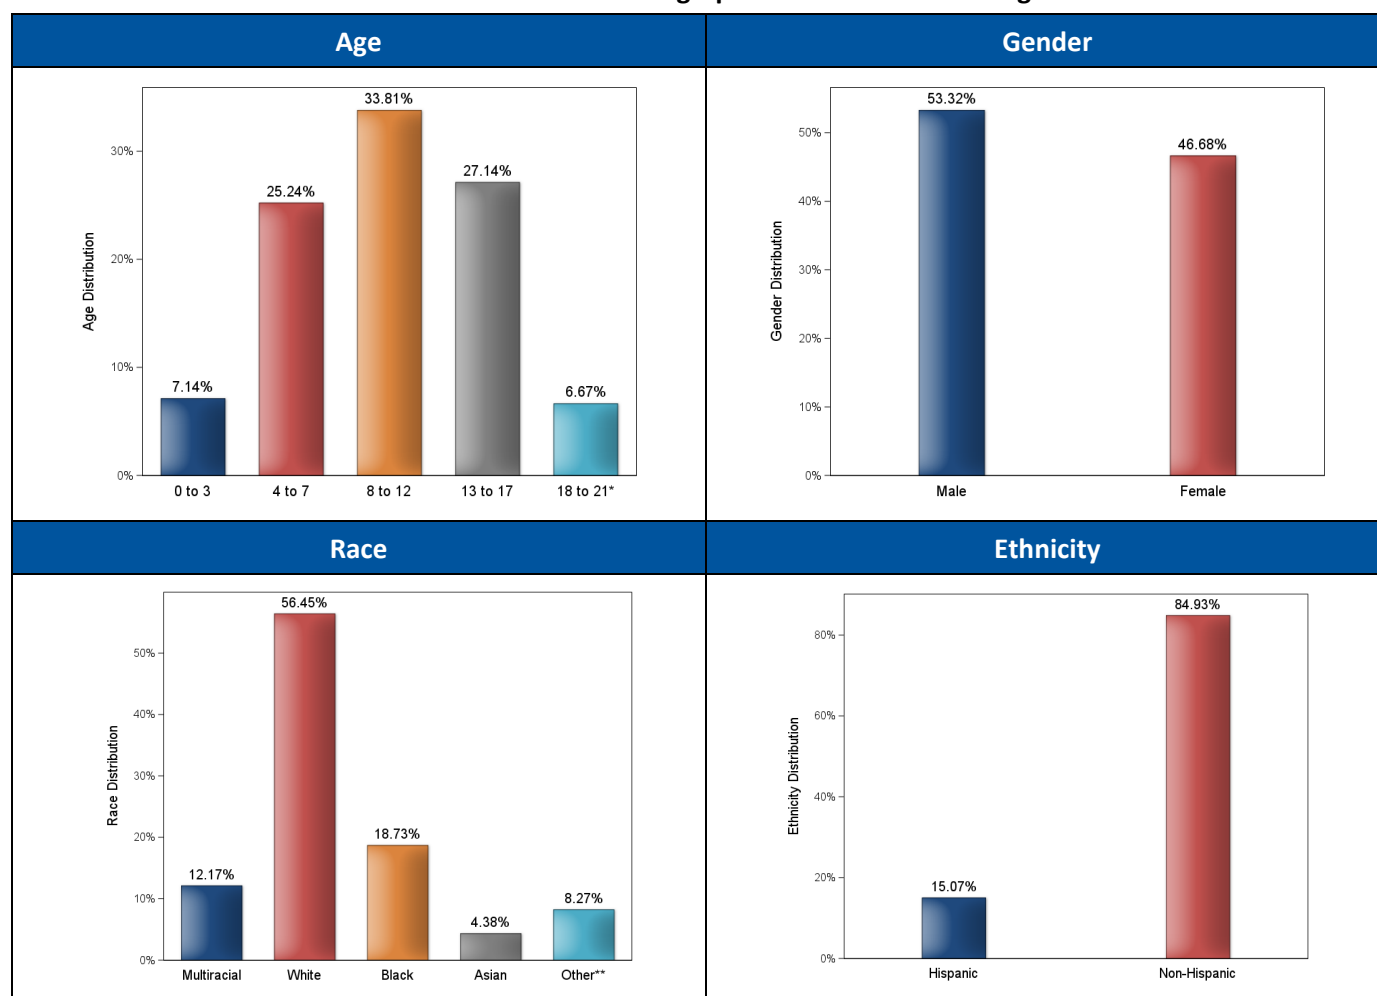 Age
Gender
33.81%
27.14%
25.24%
7.14%
6.67%
30%
20%
10%
0%
Age Distribution
0 to 3 4 to 7 8 to 12 13 to 17 18 to 21*
53.32%
46.68%
50%
40%
30%
20%
10%
0%
Gender Distribution
Male Female
Race
Ethnicity
56.45%
18.73%
12.17%
8.27%
4.38%
50%
40%
30%
20%
10%
0%
Race Distribution
Multiracial White Black Asian Other**
84.93%
15.07%
80%
60%
40%
20%
0%
Ethnicity Distribution
Hispanic Non-Hispanic